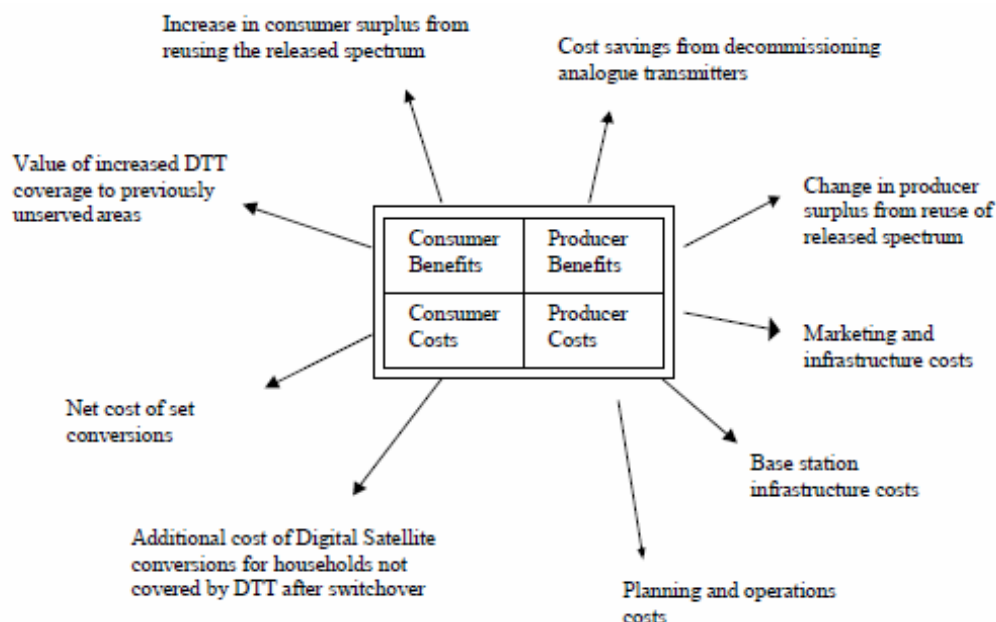 Increase in consumer surplus from
reusing the released spectrum
Cost savings from decommissioning
analogue transmitters
Value of increased DTT
coverage to previously
unserved areas
Change in producer
surplus from reuse of
released spectrum
Consumer
Benefits
Producer
Benefits
Consumer
Costs
Producer
Costs
Marketing and
infrastructure costs
Net cost of set
conversions
Base station
infrastructure costs
Additional cost of Digital Satellite
conversions for households not
covered by DTT after switchover
Planning and operations
costs